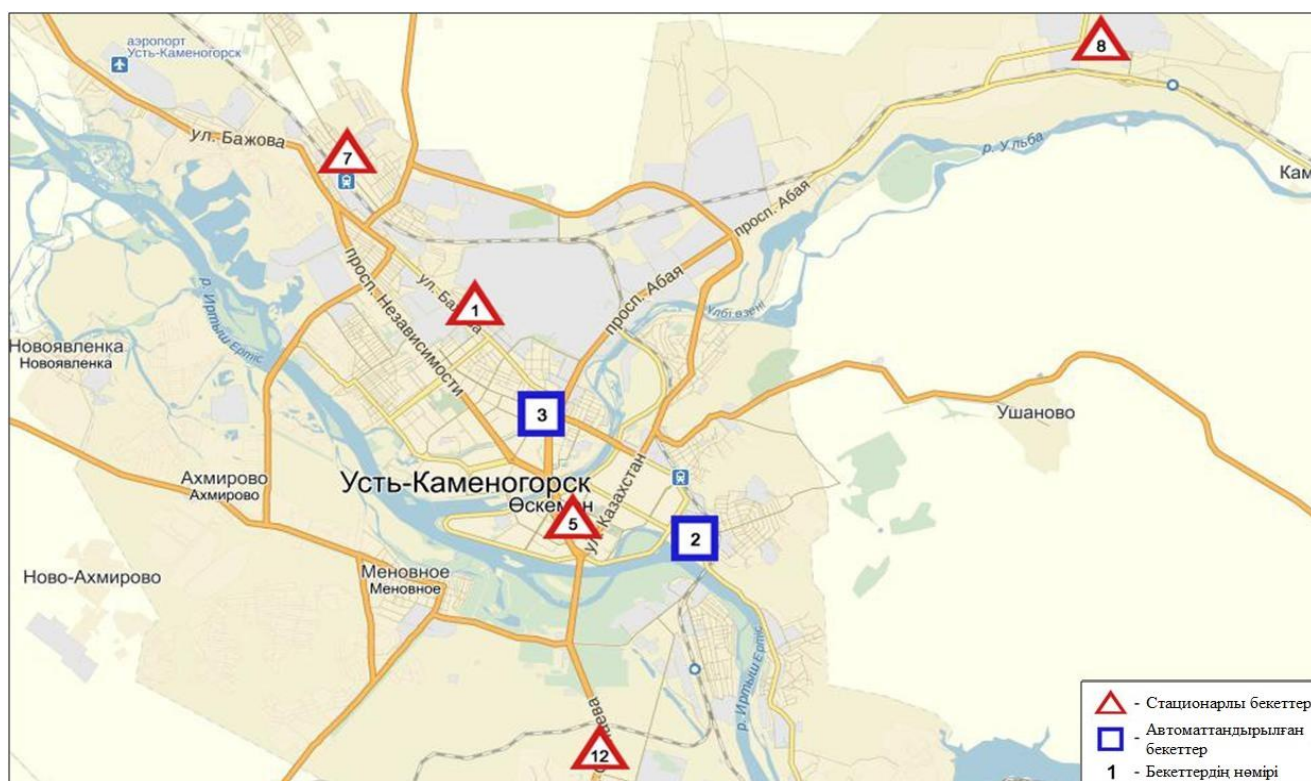 аэропорт
Усть-Каменогорск
8
ул. Бажова
7
р. Ульба
Кам
просп. Абая
р. Иртыш Ертіс
просп. Независимости
ул. Бажова
1
просп. Абая
Үлбі өзені
Новоявленка
Новоявленка
3
Ушаново
Ахмирово
Ахмирово
Усть-Каменогорск
Өскемен
5
ул. Казахстан
2
Ново-Ахмирово
Меновное
Меновное
р. Иртыш Ертіс
12
- Стационарлы бекеттер
- Автоматтандырылған
бекеттер
1 - Бекеттердің нөмірі